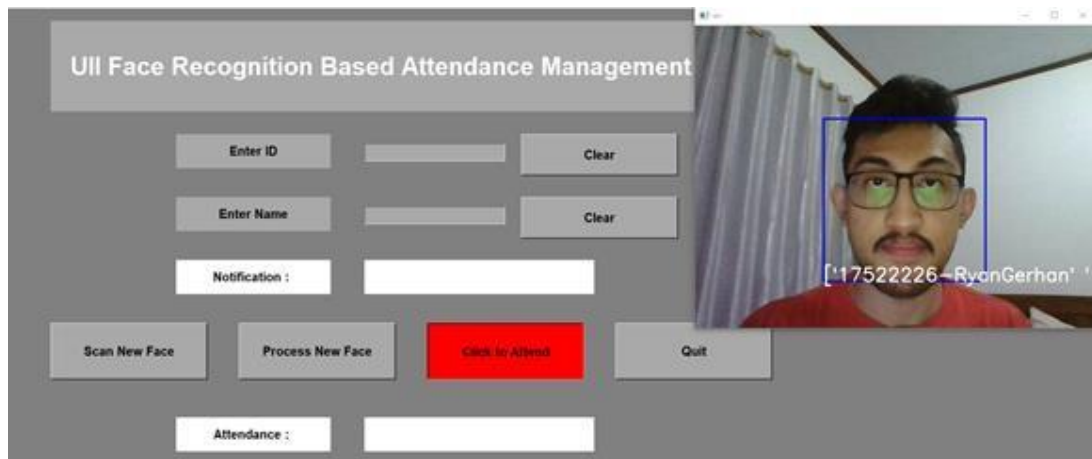 UII Face Recognition Based Attendance Management
Enter ID
Clear
Enter Name
Clear
Notification :
['17522226-RyanGerhan' '
Scan New Face
Process New Face
Click to Attend
Quit
Attendance :